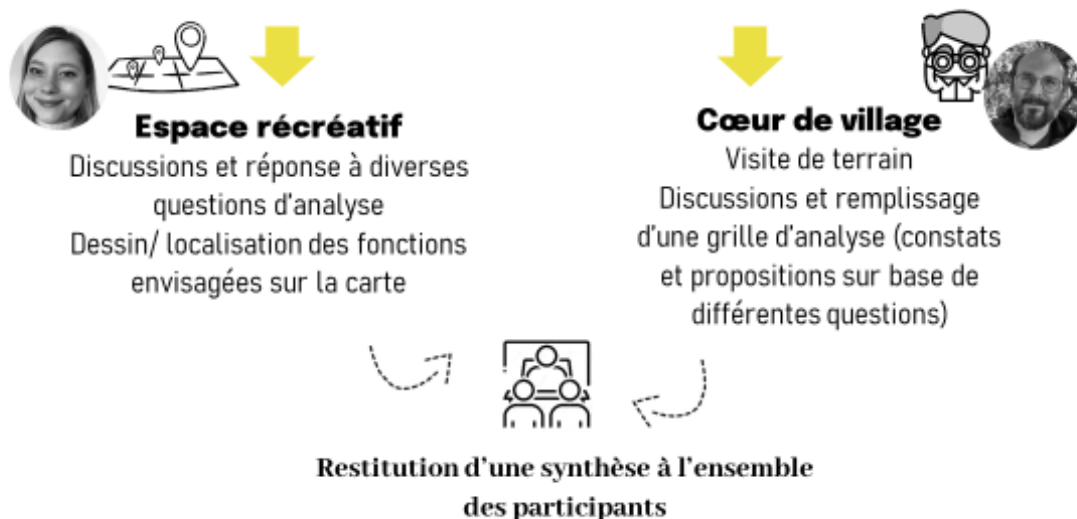 Espace récréatif
Discussions et réponse à diverses
questions d'analyse
Dessin/ localisation des fonctions
envisagées sur la carte
Cœur de village
Visite de terrain
Discussions et remplissage
d'une grille d'analyse (constats
et propositions sur base de
différentes questions)
Restitution d'une synthèse à l'ensemble
des participants